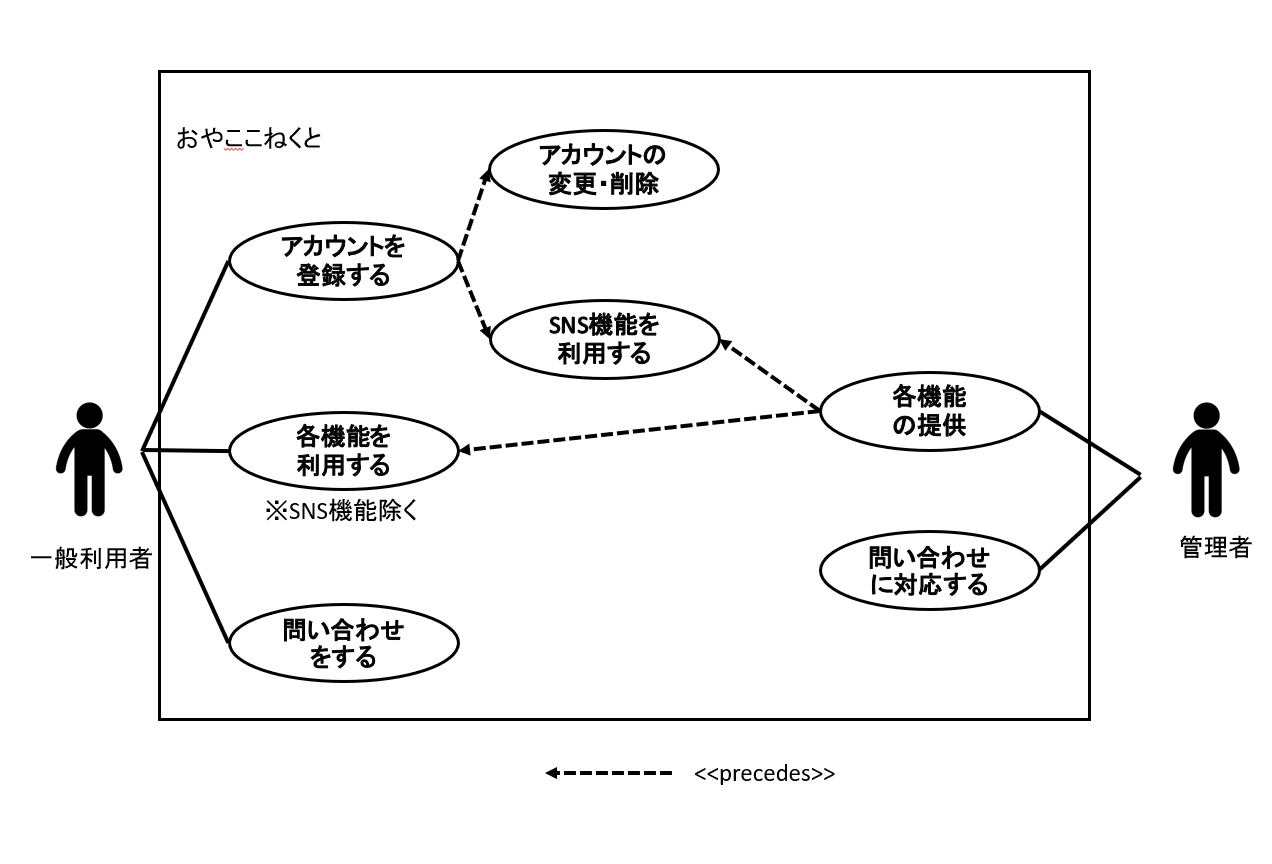 おやここねくと
アカウントの
変更・削除
アカウントを
登録する
SNS機能を
利用する
各機能
の提供
各機能を
利用する
※SNS機能除く
一般利用者
管理者
問い合わせ
に対応する
問い合わせ
をする
<<precedes>>